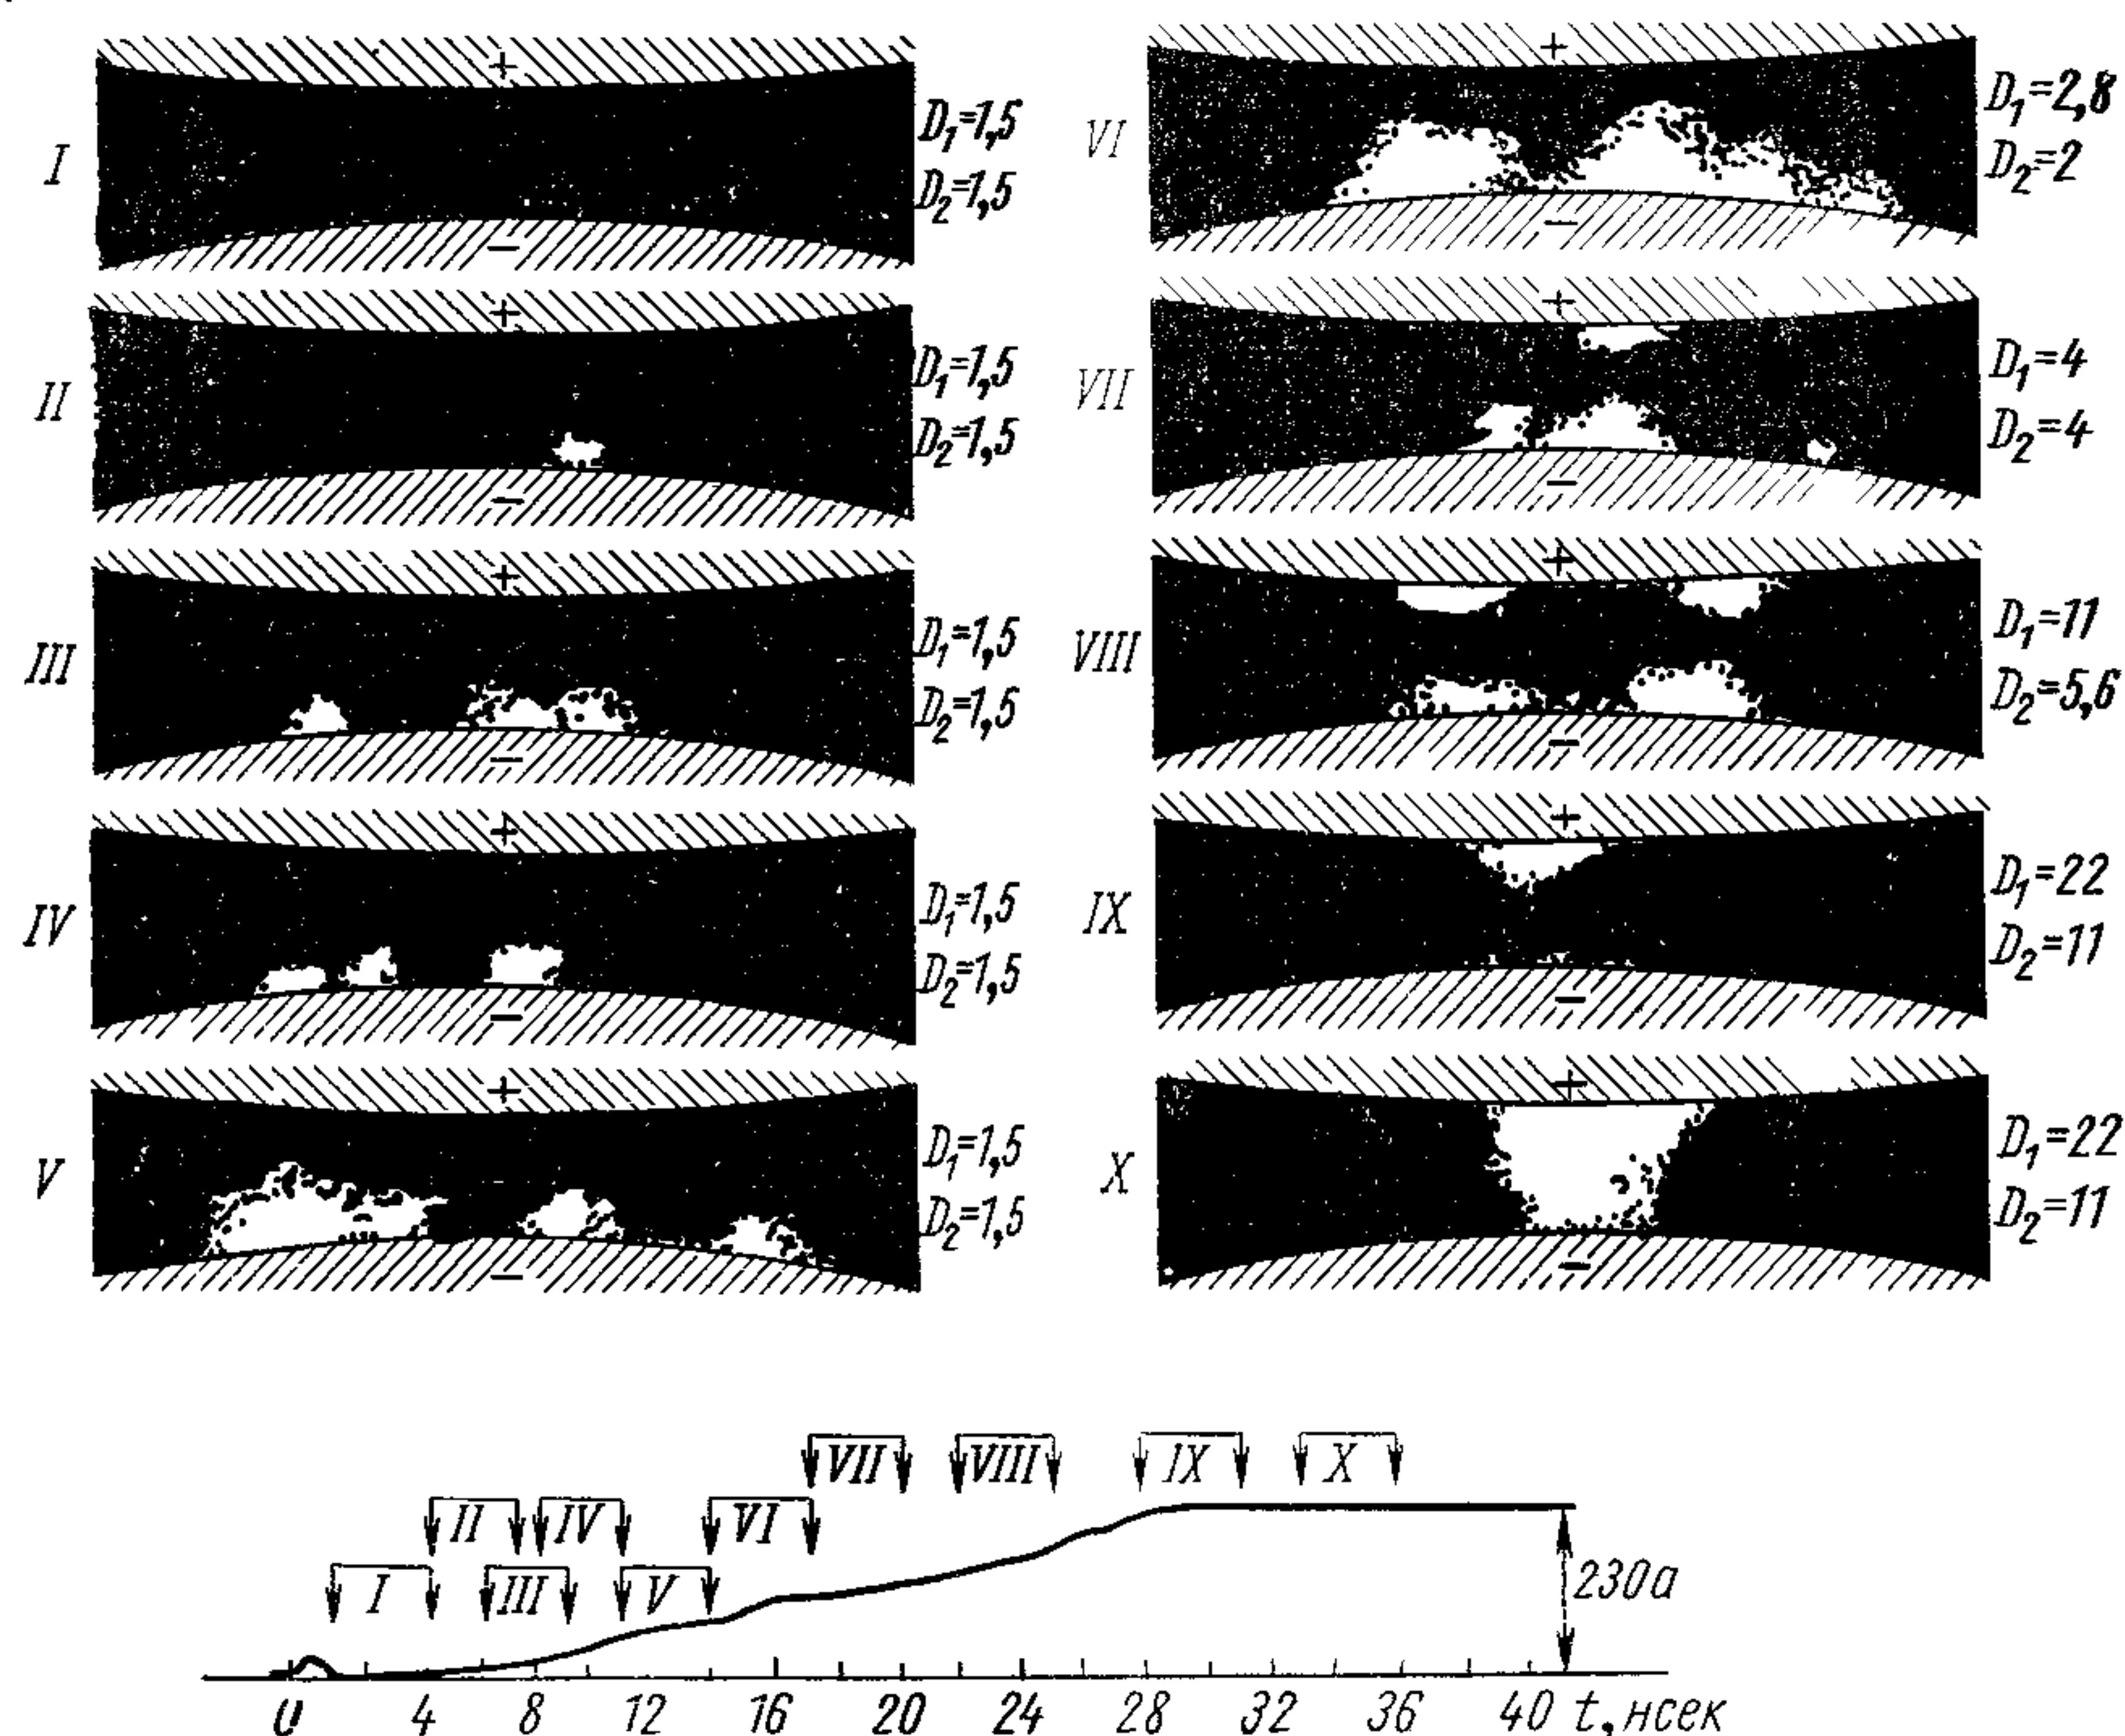 +
I
D₁=1,5
D₂=1,5
−
+
II
D₁=1,5
D₂=1,5
−
+
III
D₁=1,5
D₂=1,5
−
+
IV
D₁=1,5
D₂=1,5
−
+
V
D₁=1,5
D₂=1,5
−
+
VI
D₁=2,8
D₂=2
−
+
VII
D₁=4
D₂=4
−
+
VIII
D₁=11
D₂=5,6
−
+
IX
D₁=22
D₂=11
−
+
X
D₁=22
D₂=11
−
VII VIII IX X
II IV VI
I III V
230а
0 4 8 12 16 20 24 28 32 36 40 t, нсек